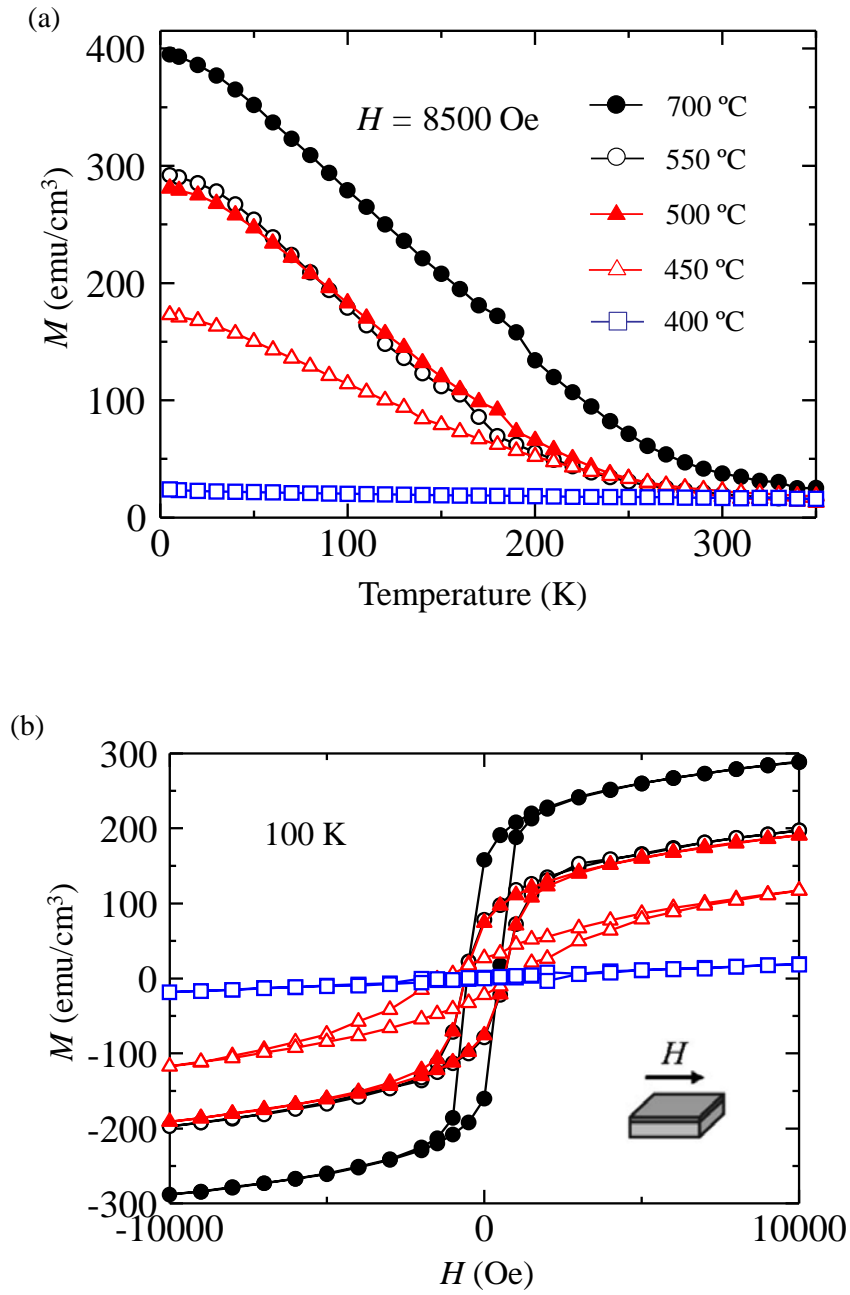 (a)
400
300
200
100
0
M (emu/cm³)
H = 8500 Oe
700 ºC
550 ºC
500 ºC
450 ºC
400 ºC
0 100 200 300
Temperature (K)
(b)
300
200
100
0
-100
-200
-300
M (emu/cm³)
100 K
H
-10000 0 10000
H (Oe)